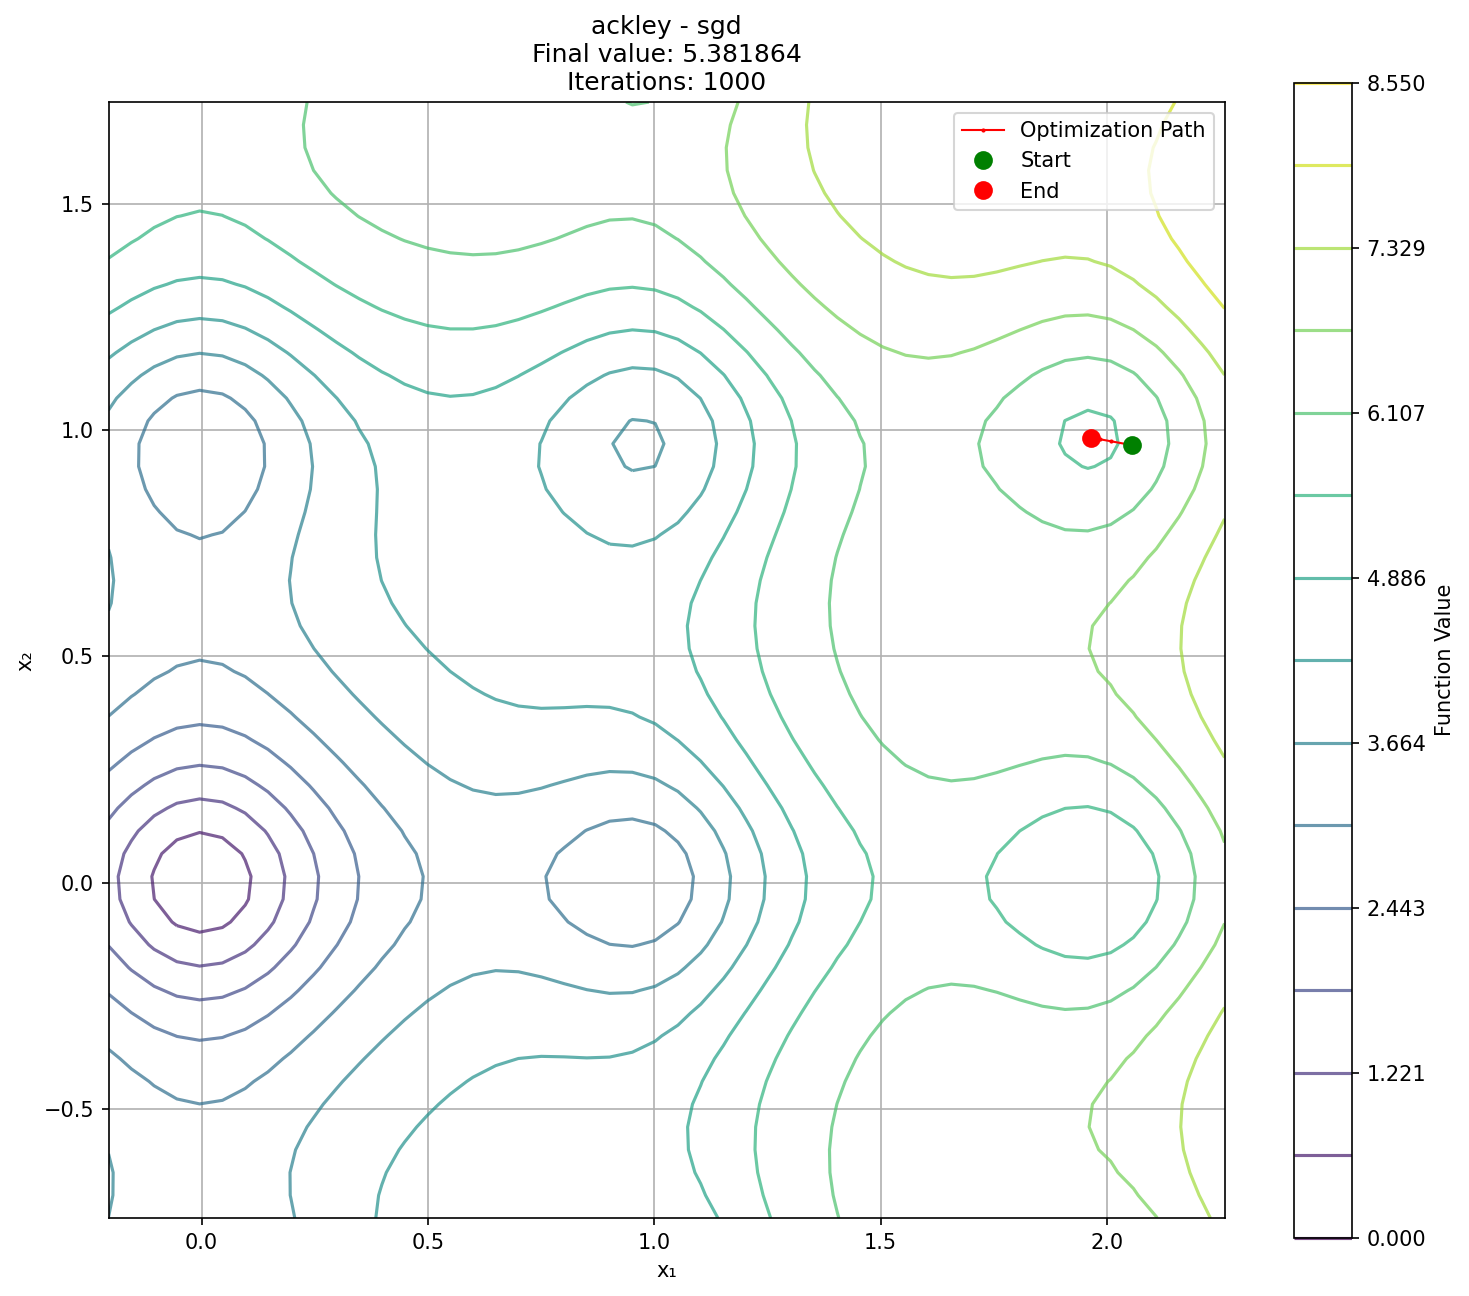 ackley - sgd
Final value: 5.381864
Iterations: 1000
Optimization Path
Start
End
1.5
1.0
0.5
0.0
−0.5
x₂
0.0
0.5
1.0
1.5
2.0
x₁
8.550
7.329
6.107
4.886
3.664
2.443
1.221
0.000
Function Value